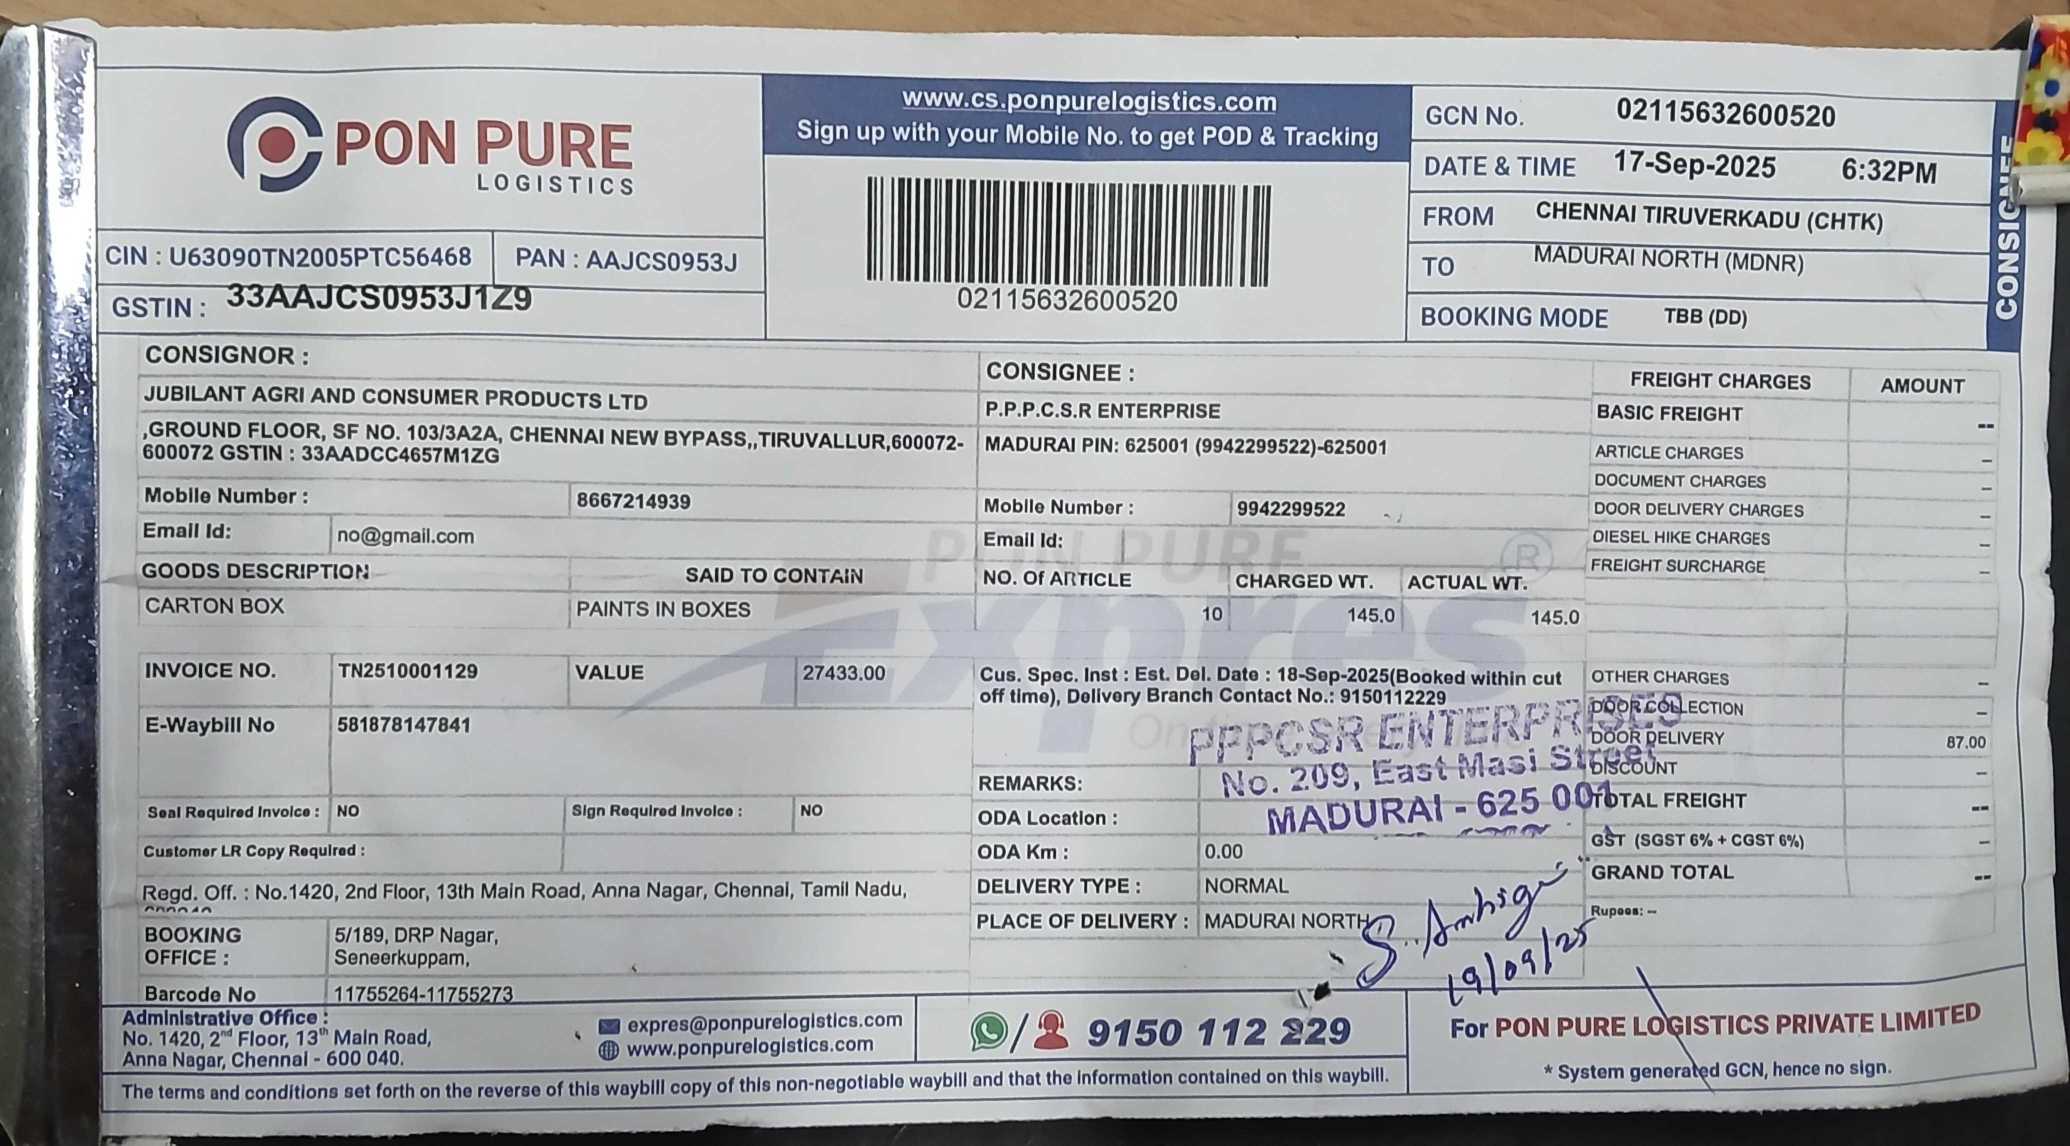 PON PURE
LOGISTICS
www.cs.ponpurelogistics.com
Sign up with your Mobile No. to get POD & Tracking
02115632600520
GCN No. 02115632600520
DATE & TIME 17-Sep-2025 6:32PM
FROM CHENNAI TIRUVERKADU (CHTK)
TO MADURAI NORTH (MDNR)
BOOKING MODE TBB (DD)
CONSIGNEE
CIN : U63090TN2005PTC56468 PAN : AAJCS0953J
GSTIN : 33AAJCS0953J1Z9
CONSIGNOR :
JUBILANT AGRI AND CONSUMER PRODUCTS LTD
,GROUND FLOOR, SF NO. 103/3A2A, CHENNAI NEW BYPASS,,TIRUVALLUR,600072-
600072 GSTIN : 33AADCC4657M1ZG
Mobile Number : 8667214939
Email Id: no@gmail.com
GOODS DESCRIPTION SAID TO CONTAIN
CARTON BOX PAINTS IN BOXES
INVOICE NO. TN2510001129 VALUE 27433.00
E-Waybill No 581878147841
Seal Required Invoice : NO Sign Required Invoice : NO
Customer LR Copy Required :
Regd. Off. : No.1420, 2nd Floor, 13th Main Road, Anna Nagar, Chennai, Tamil Nadu,
BOOKING OFFICE : 5/189, DRP Nagar,
Seneerkuppam,
Barcode No 11755264-11755273
CONSIGNEE :
P.P.P.C.S.R ENTERPRISE
MADURAI PIN: 625001 (9942299522)-625001
Mobile Number : 9942299522
Email Id:
NO. Of ARTICLE CHARGED WT. ACTUAL WT.
10 145.0 145.0
PON PURE
Expres ®
Cus. Spec. Inst : Est. Del. Date : 18-Sep-2025(Booked within cut
off time), Delivery Branch Contact No.: 9150112229
PPPCSR ENTERPRISES
No. 209, East Masi Street
MADURAI - 625 001
REMARKS:
ODA Location :
ODA Km : 0.00
DELIVERY TYPE : NORMAL
PLACE OF DELIVERY : MADURAI NORTH
19/09/25
FREIGHT CHARGES AMOUNT
BASIC FREIGHT --
ARTICLE CHARGES -
DOCUMENT CHARGES -
DOOR DELIVERY CHARGES -
DIESEL HIKE CHARGES -
FREIGHT SURCHARGE -
OTHER CHARGES -
DOOR COLLECTION -
DOOR DELIVERY 87.00
DISCOUNT -
TOTAL FREIGHT --
GST (SGST 6% + CGST 6%) -
GRAND TOTAL --
Rupees: --
Administrative Office :
No. 1420, 2nd Floor, 13th Main Road,
Anna Nagar, Chennai - 600 040.
expres@ponpurelogistics.com
www.ponpurelogistics.com
/ 9150 112 229
For PON PURE LOGISTICS PRIVATE LIMITED
* System generated GCN, hence no sign.
The terms and conditions set forth on the reverse of this waybill copy of this non-negotiable waybill and that the information contained on this waybill.